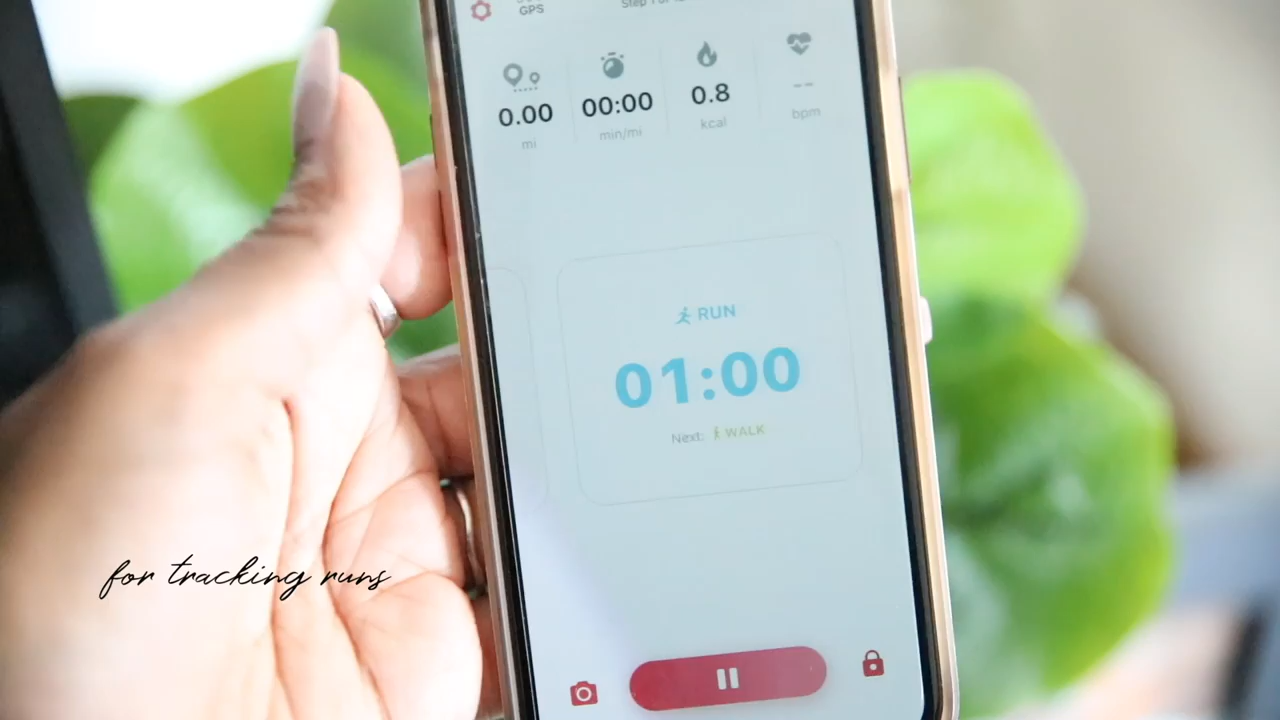 GPS
0.00
00:00
0.8
--
mi
min/mi
kcal
bpm
RUN
01:00
Next: WALK
for tracking runs